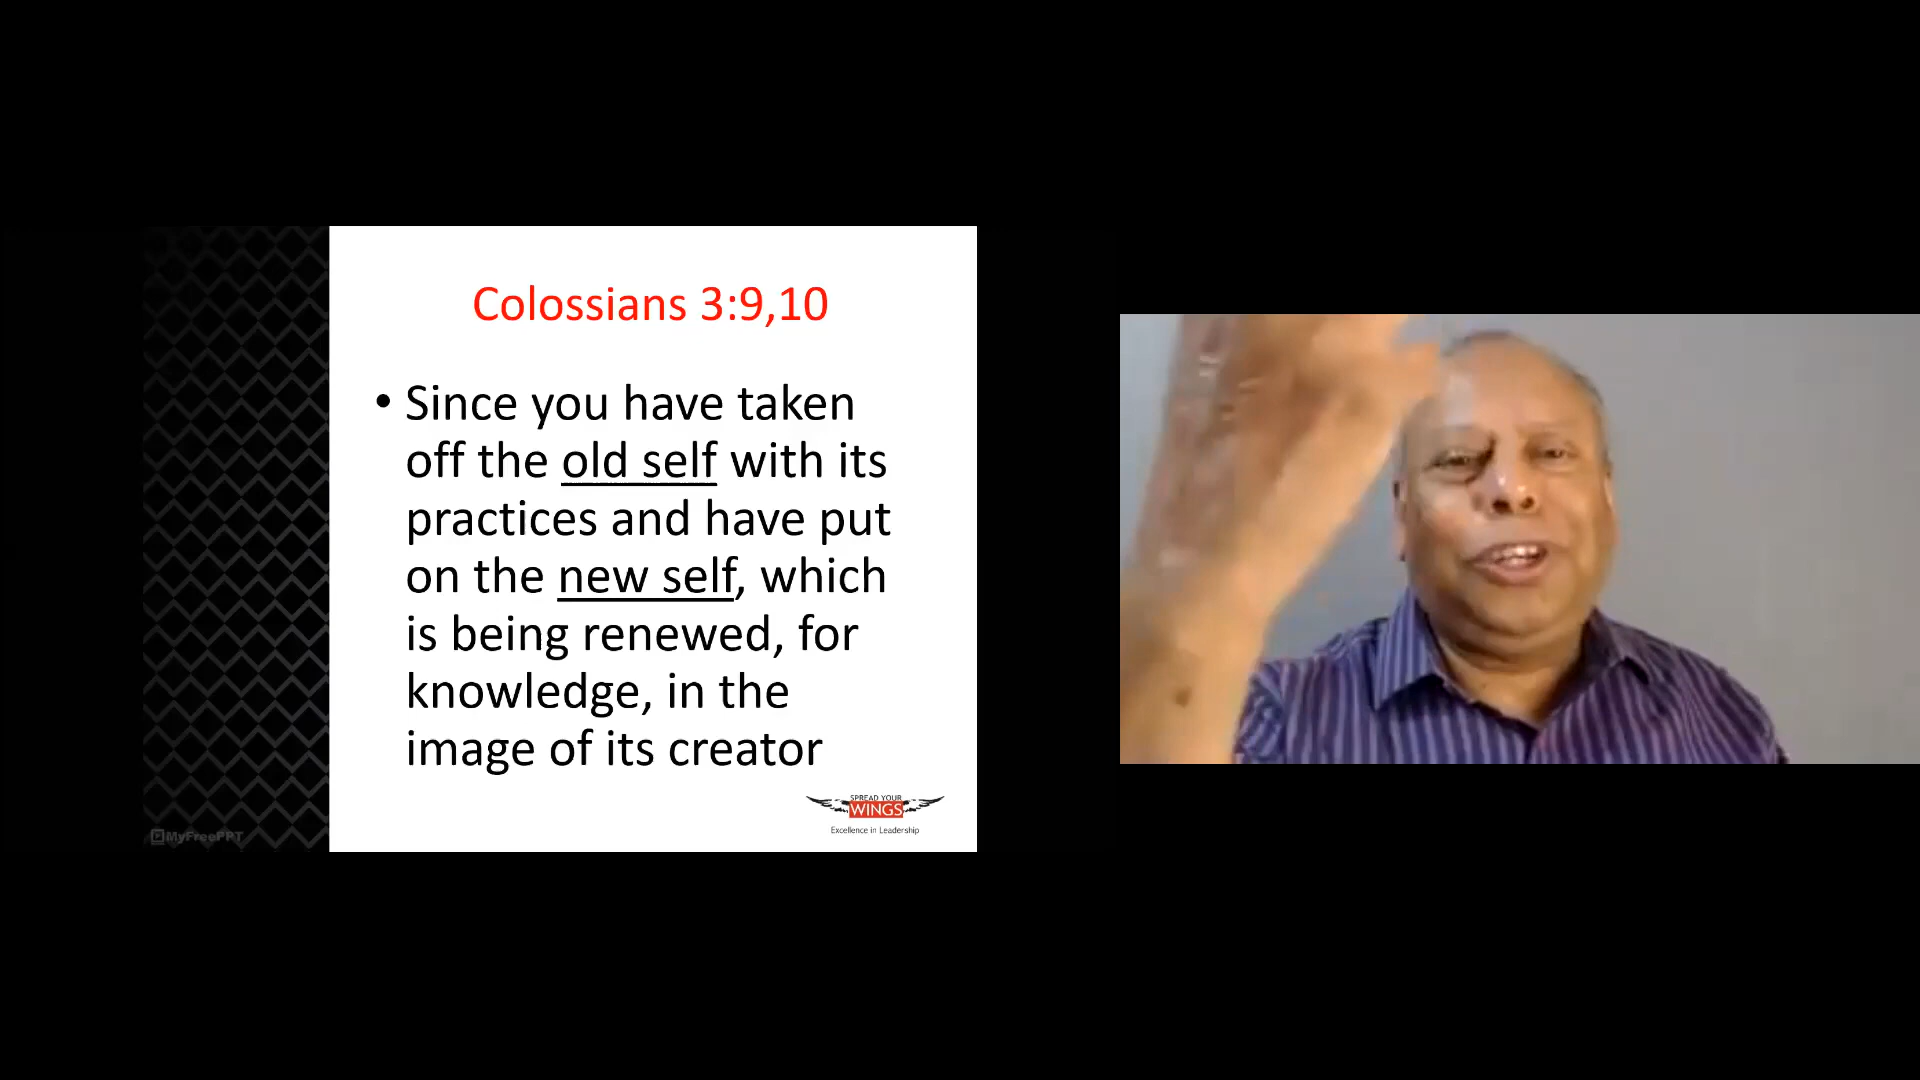 Colossians 3:9,10
• Since you have taken
off the old self with its
practices and have put
on the new self, which
is being renewed, for
knowledge, in the
image of its creator
SPREAD YOUR
WINGS
Excellence in Leadership
MyFreePPT